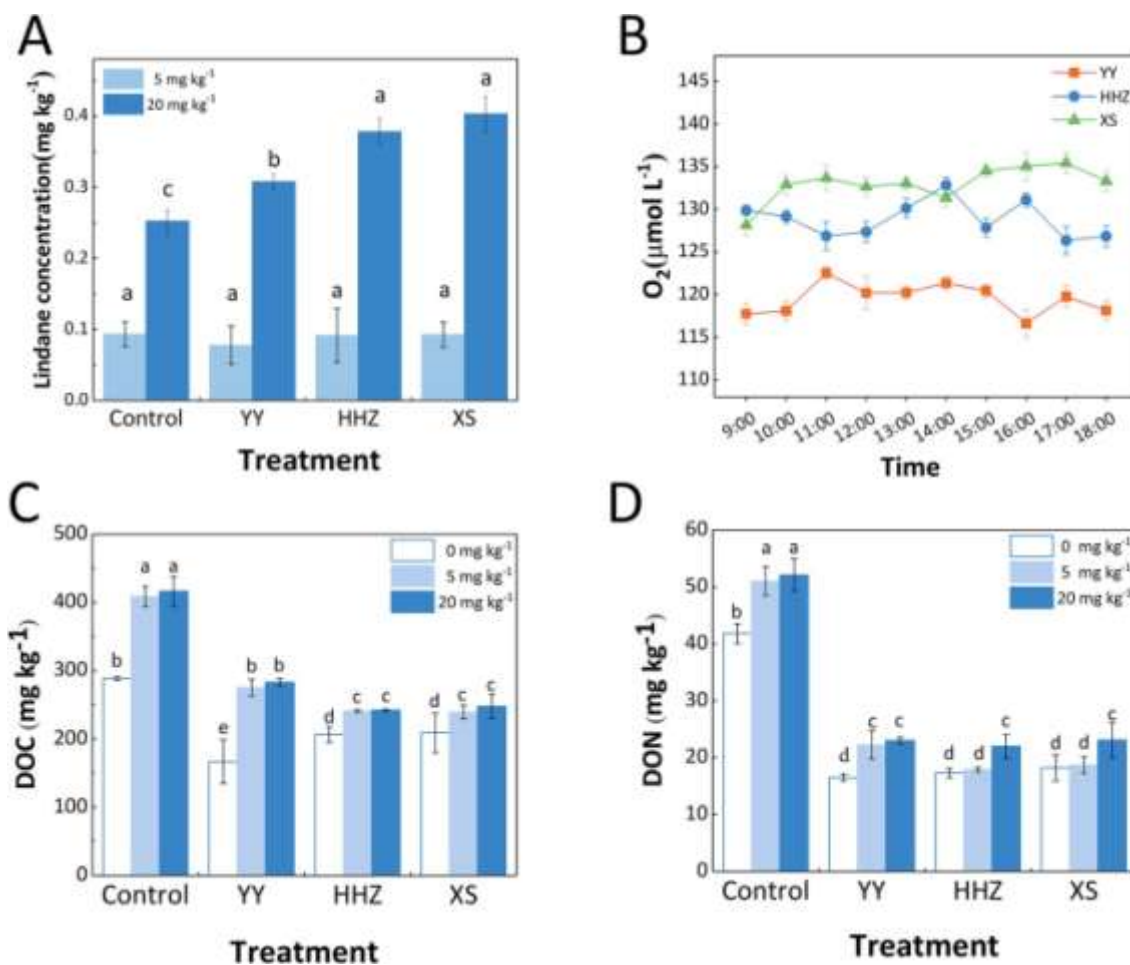 A
5 mg kg⁻¹
20 mg kg⁻¹
Lindane concentration(mg kg⁻¹)
0.4
0.3
0.2
0.1
0.0
a
c
a
b
a
a
a
a
Control YY HHZ XS
Treatment
B
YY
HHZ
XS
O₂(μmol L⁻¹)
145
140
135
130
125
120
115
110
9:00 10:00 11:00 12:00 13:00 14:00 15:00 16:00 17:00 18:00
Time
C
0 mg kg⁻¹
5 mg kg⁻¹
20 mg kg⁻¹
DOC (mg kg⁻¹)
500
400
300
200
100
0
b a a
e b b
d c c
d c c
Control YY HHZ XS
Treatment
D
0 mg kg⁻¹
5 mg kg⁻¹
20 mg kg⁻¹
DON (mg kg⁻¹)
60
50
40
30
20
10
0
b a a
d c c
d d c
d d c
Control YY HHZ XS
Treatment